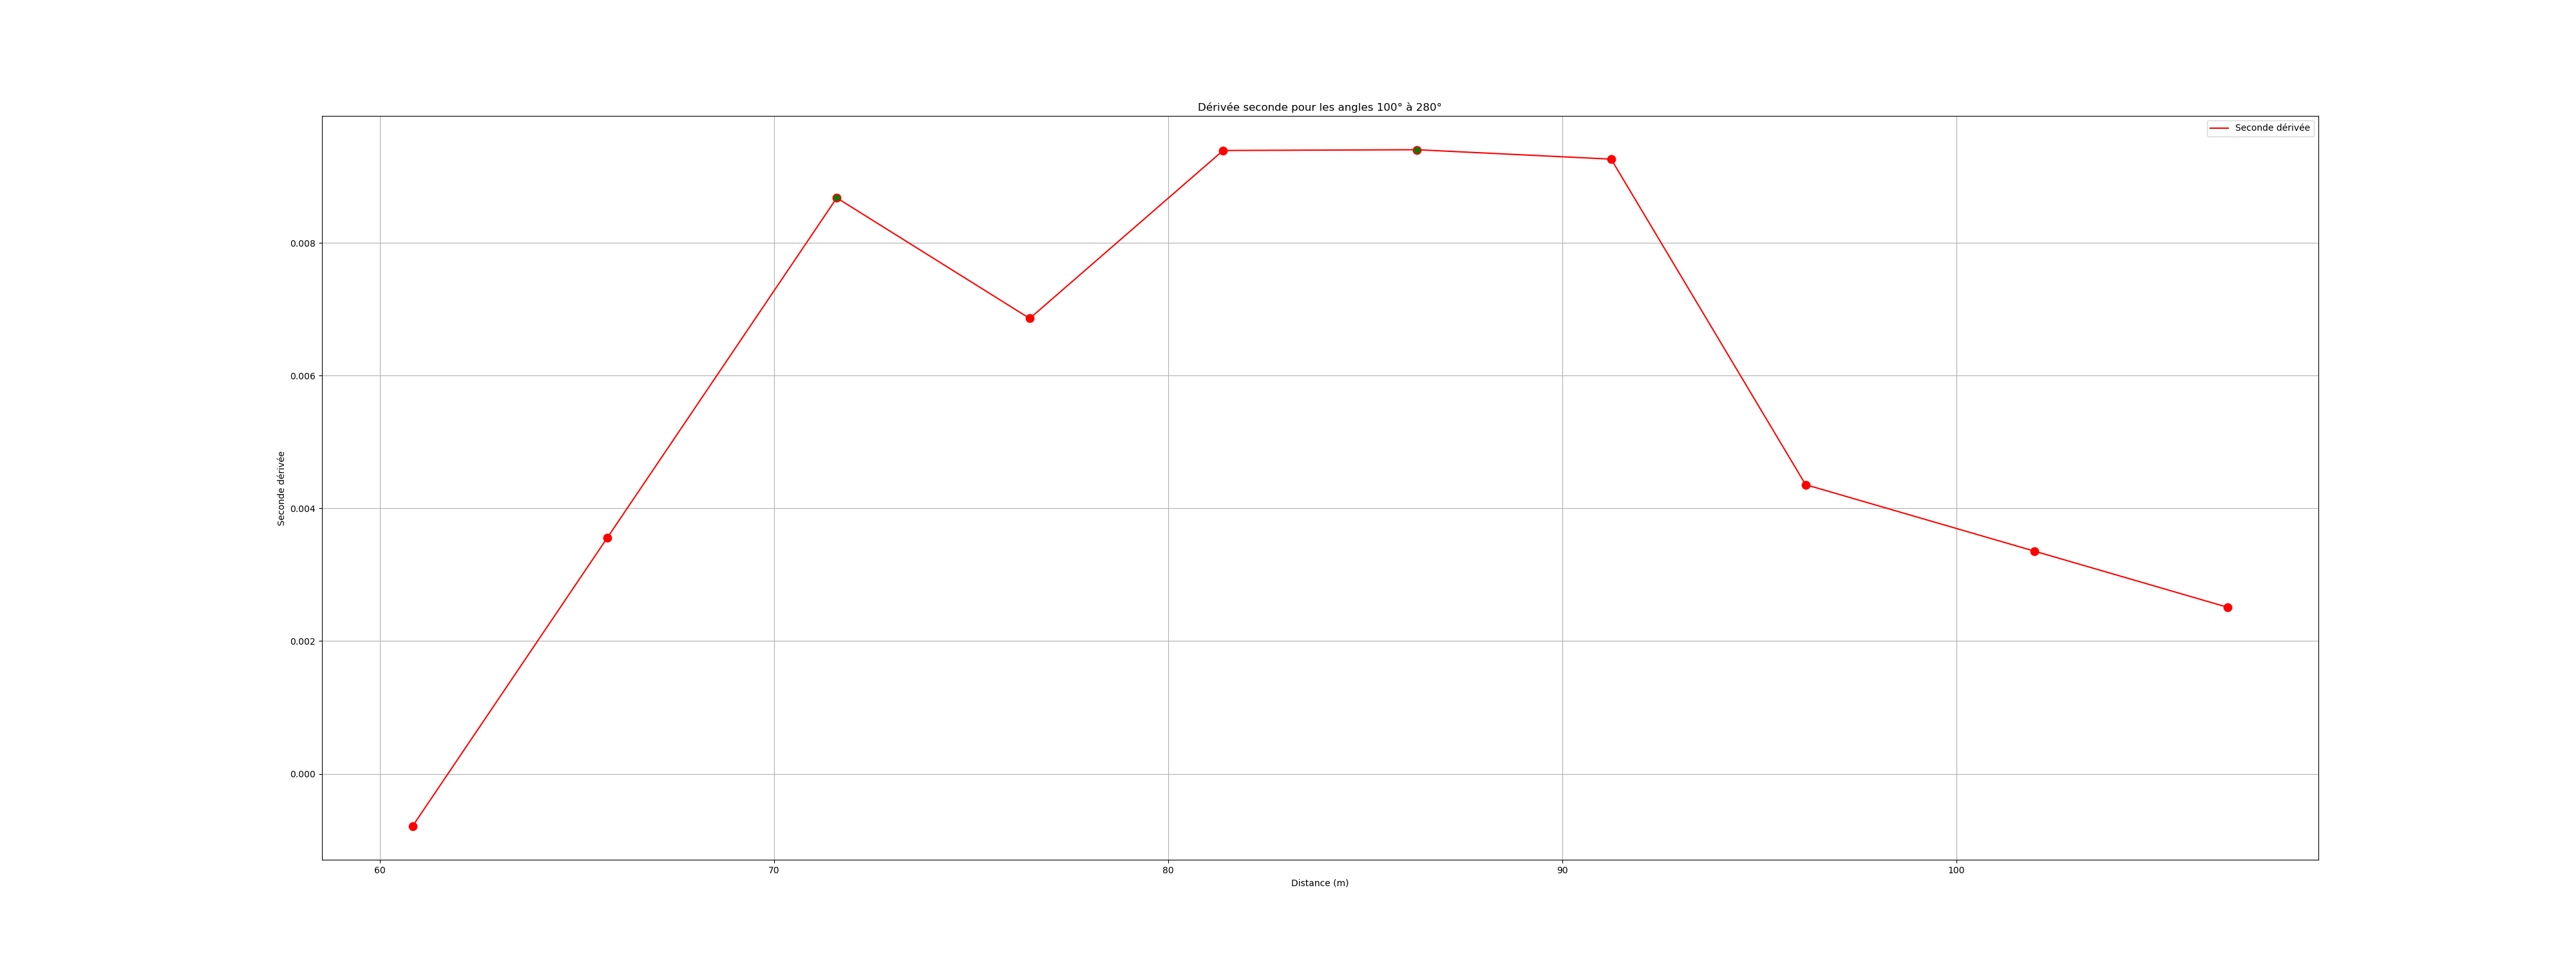 Dérivée seconde pour les angles 100° à 280°
Seconde dérivée
0.008
0.006
0.004
0.002
0.000
Seconde dérivée
60 70 80 90 100
Distance (m)